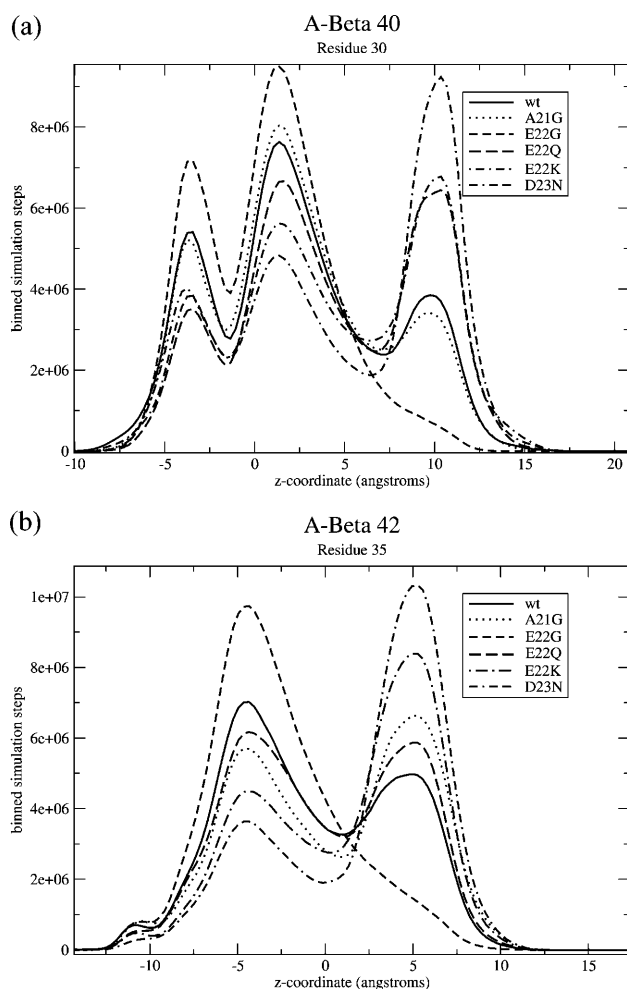 (a)
A-Beta 40
Residue 30
8e+06
6e+06
4e+06
2e+06
0
binned simulation steps
wt
A21G
E22G
E22Q
E22K
D23N
-10 -5 0 5 10 15 20
z-coordinate (angstroms)
(b)
A-Beta 42
Residue 35
1e+07
8e+06
6e+06
4e+06
2e+06
0
binned simulation steps
wt
A21G
E22G
E22Q
E22K
D23N
-10 -5 0 5 10 15
z-coordinate (angstroms)